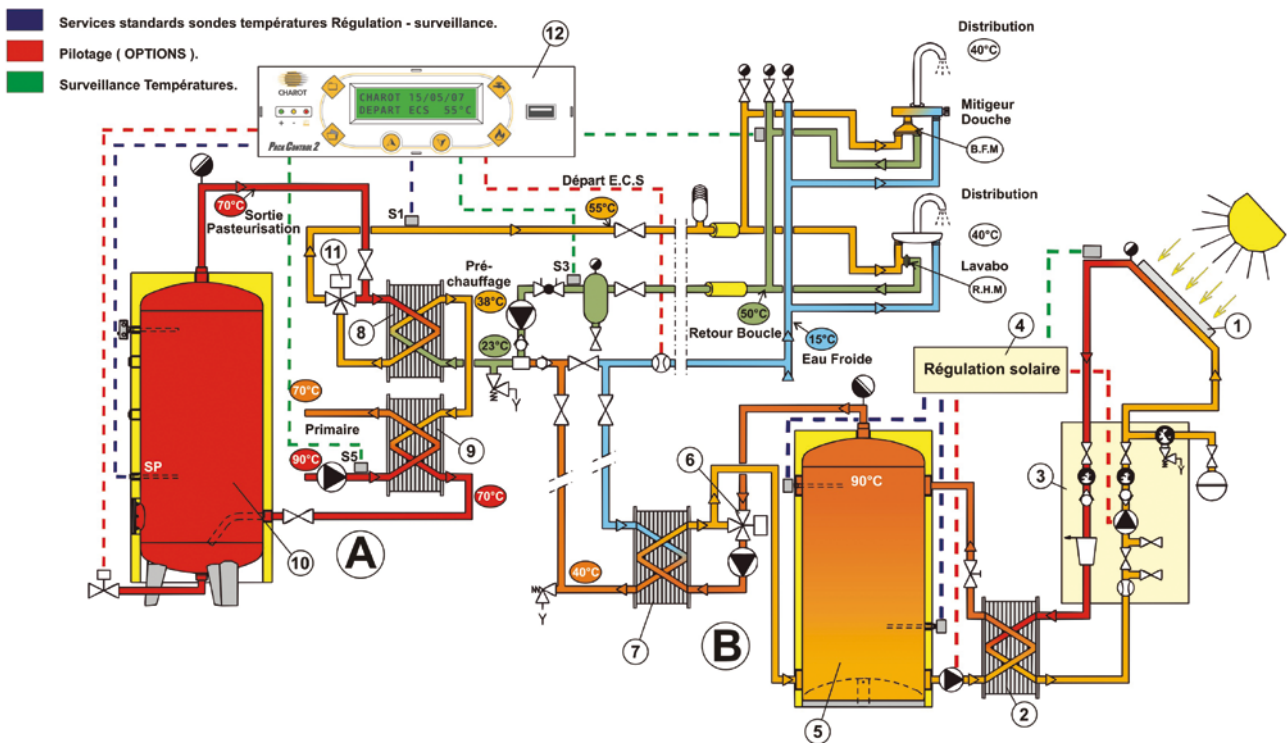 Services standards sondes températures Régulation - surveillance.
Pilotage ( OPTIONS ).
Surveillance Températures.
12
CHAROT
CHAROT 15/05/07
DEPART ECS 55°C
PACK CONTROL 2
Distribution
40°C
Mitigeur
Douche
B.F.M
Départ E.C.S
70°C
Sortie
Pasteurisation
S1
55°C
Distribution
40°C
Lavabo
R.H.M
11
Pré-
chauffage
38°C
S3
8
50°C
Retour Boucle
15°C
Eau Froide
23°C
4
Régulation solaire
1
70°C
Primaire
9
90°C
S5
70°C
SP
10
A
6
90°C
3
40°C
7
B
5
2